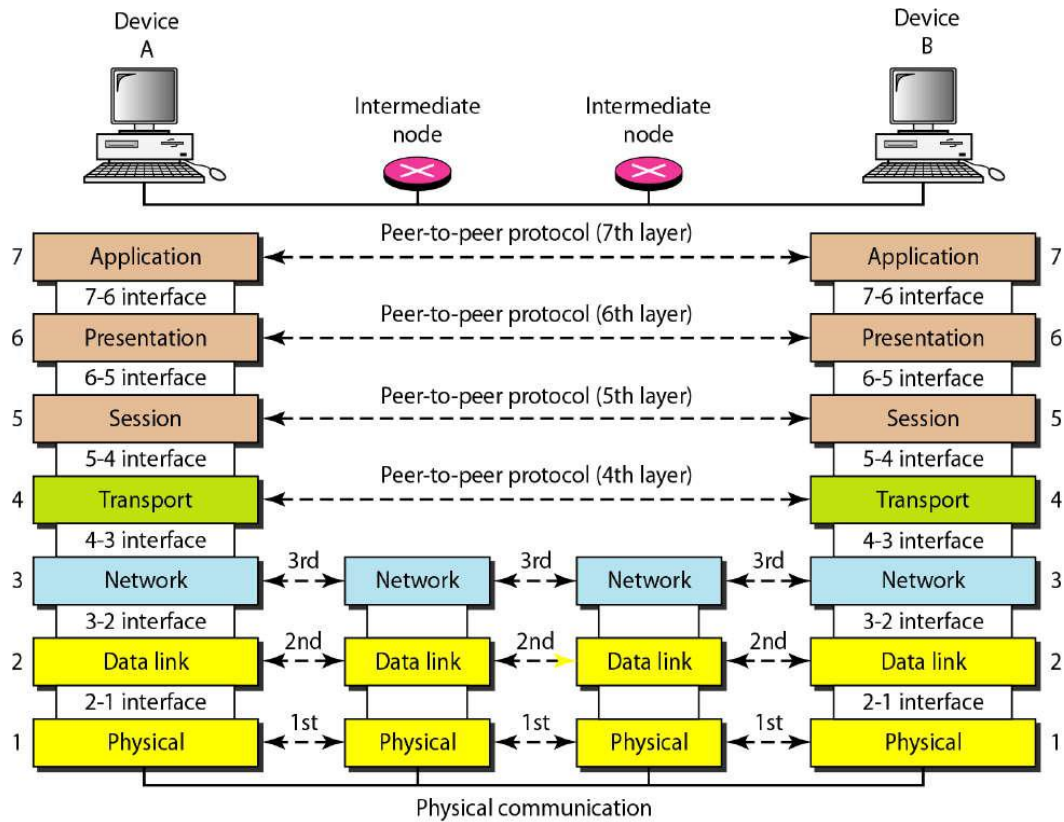 Device
A
Device
B
Intermediate
node
Intermediate
node
Peer-to-peer protocol (7th layer)
7 Application Application 7
7-6 interface 7-6 interface
Peer-to-peer protocol (6th layer)
6 Presentation Presentation 6
6-5 interface 6-5 interface
Peer-to-peer protocol (5th layer)
5 Session Session 5
5-4 interface 5-4 interface
Peer-to-peer protocol (4th layer)
4 Transport Transport 4
4-3 interface 4-3 interface
3rd 3rd 3rd
3 Network Network Network Network 3
3-2 interface 3-2 interface
2nd 2nd 2nd
2 Data link Data link Data link Data link 2
2-1 interface 2-1 interface
1st 1st 1st
1 Physical Physical Physical Physical 1
Physical communication